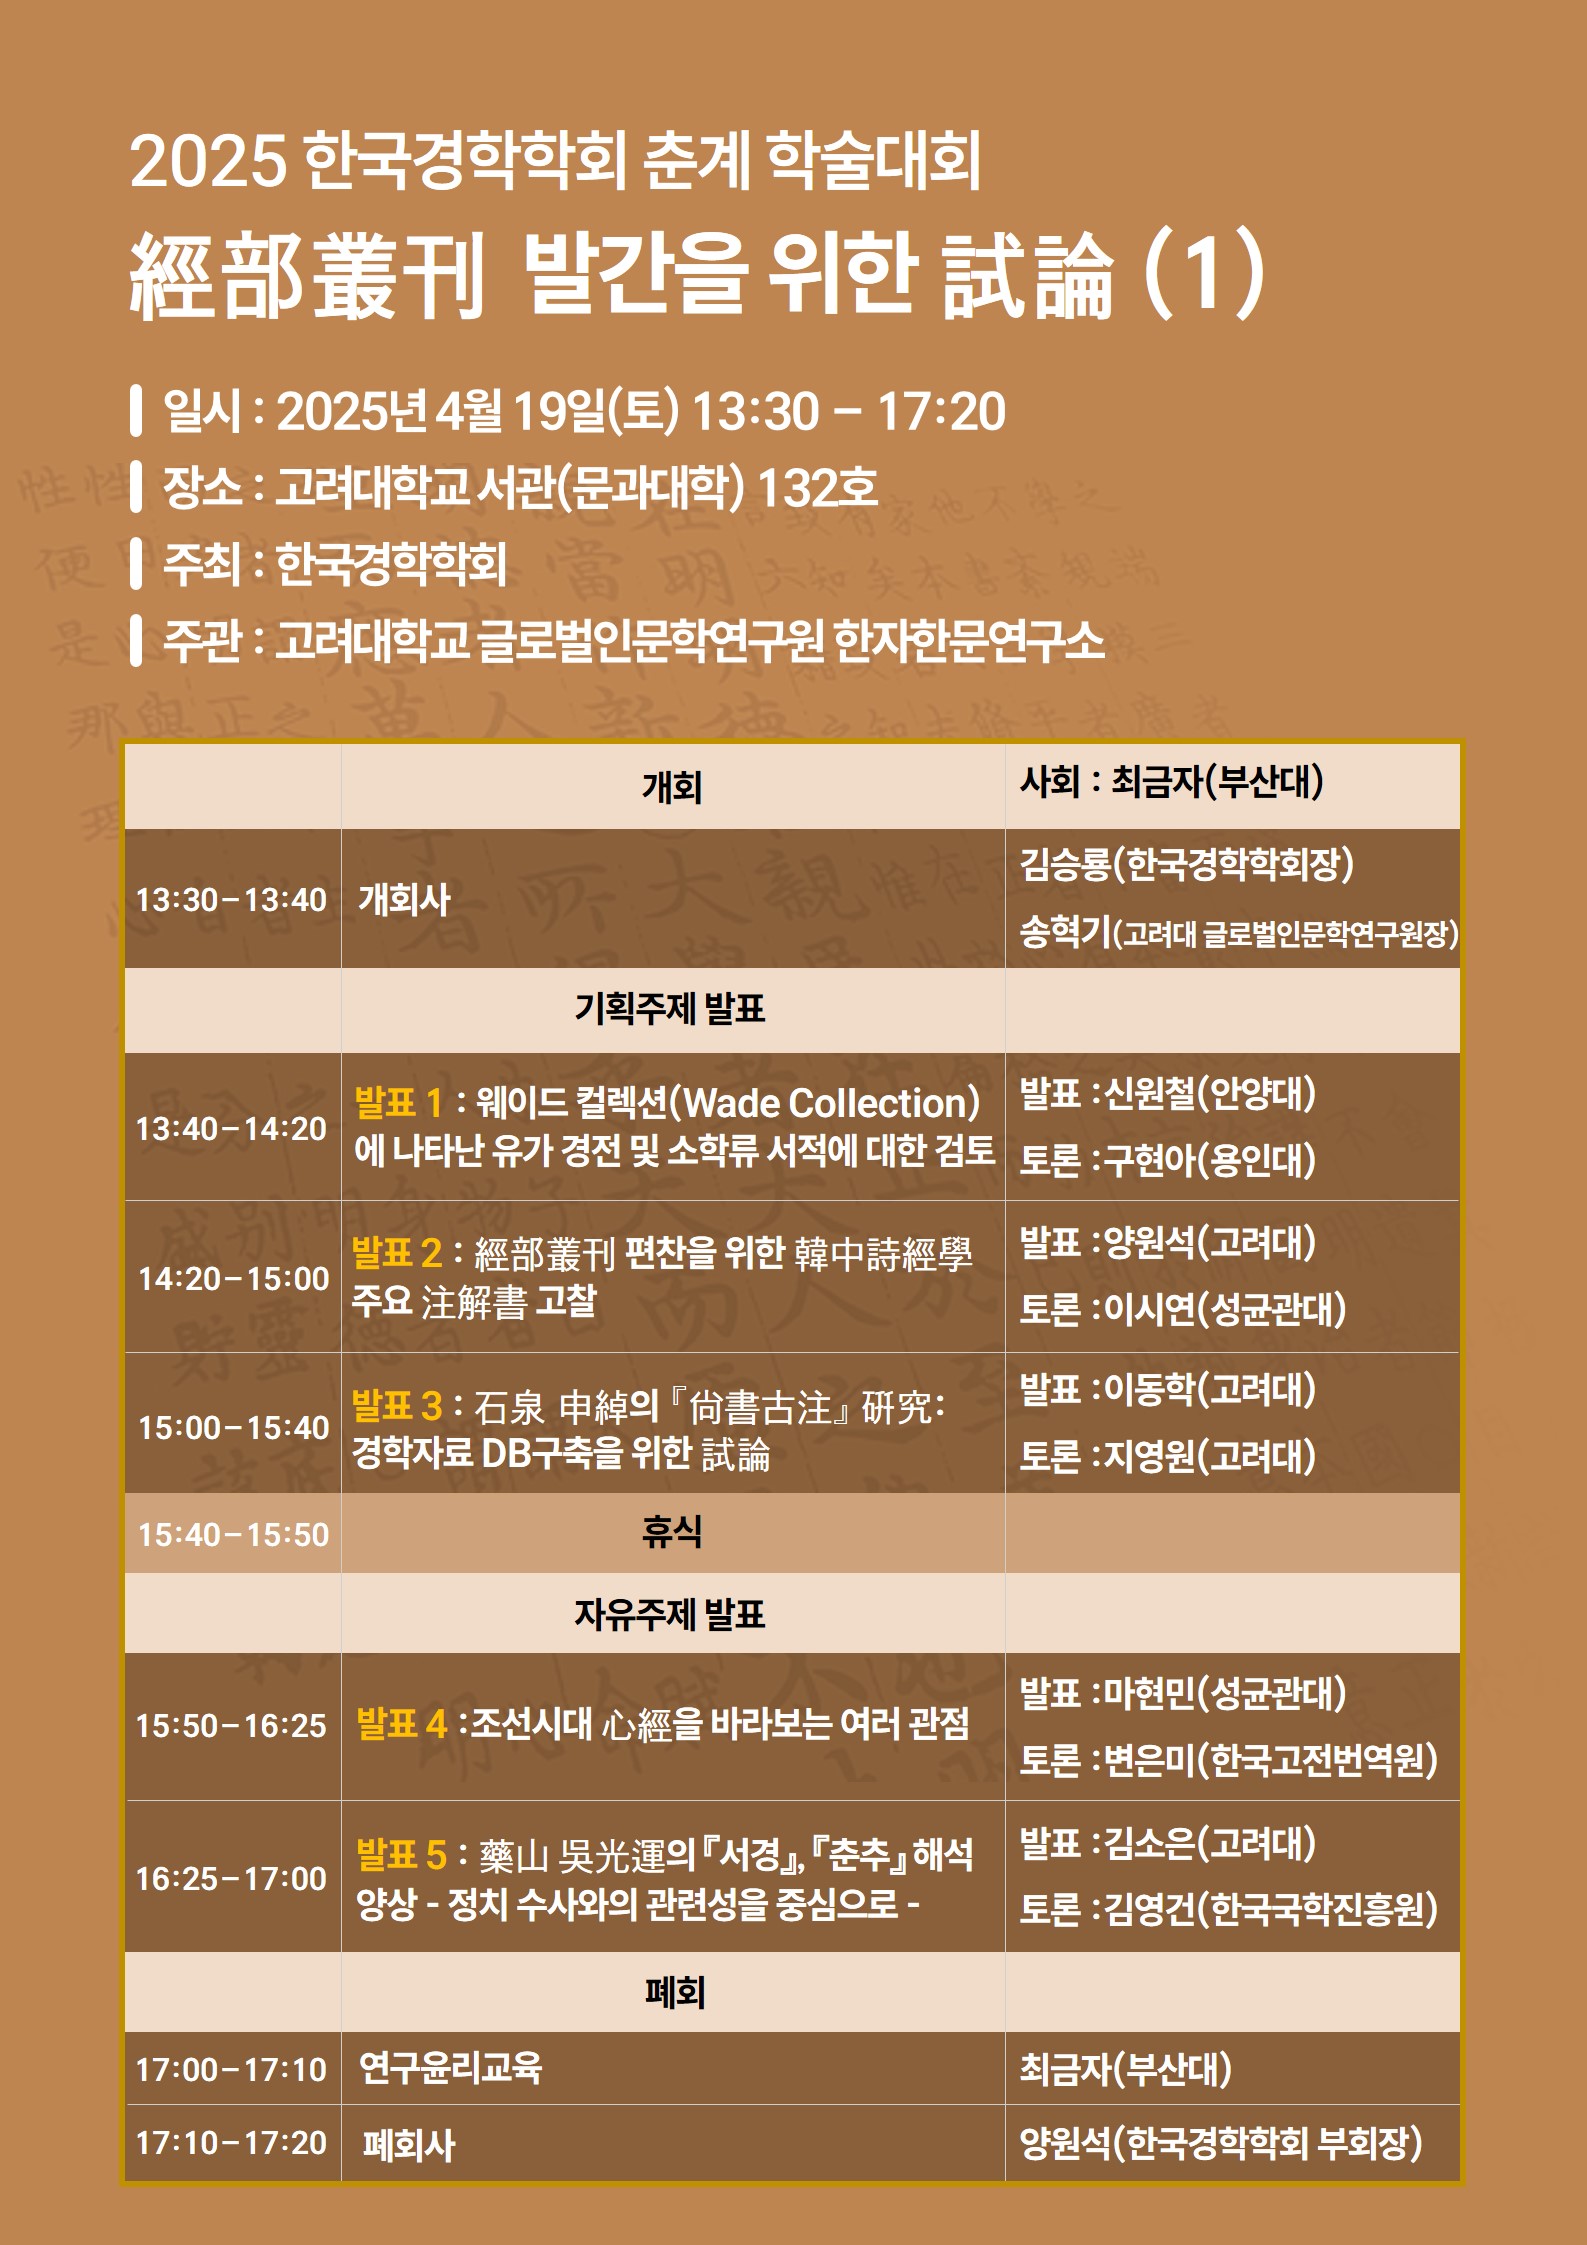 2025 한국경학학회 춘계 학술대회
經部叢刊 발간을 위한 試論 (1)
일시 : 2025년 4월 19일(토) 13:30 – 17:20
장소 : 고려대학교 서관(문과대학) 132호
주최 : 한국경학학회
주관 : 고려대학교 글로벌인문학연구원 한자한문연구소
개회
사회 : 최금자(부산대)
13:30–13:40
개회사
김승룡(한국경학학회장)
송혁기(고려대 글로벌인문학연구원장)
기획주제 발표
13:40–14:20
발표 1 : 웨이드 컬렉션(Wade Collection)
에 나타난 유가 경전 및 소학류 서적에 대한 검토
발표 :신원철(안양대)
토론 :구현아(용인대)
14:20–15:00
발표 2 : 經部叢刊 편찬을 위한 韓中詩經學
주요 注解書 고찰
발표 :양원석(고려대)
토론 :이시연(성균관대)
15:00–15:40
발표 3 : 石泉 申綽의 『尙書古注』 硏究:
경학자료 DB구축을 위한 試論
발표 :이동학(고려대)
토론 :지영원(고려대)
15:40–15:50
휴식
자유주제 발표
15:50–16:25
발표 4 :조선시대 心經을 바라보는 여러 관점
발표 :마현민(성균관대)
토론 :변은미(한국고전번역원)
16:25–17:00
발표 5 : 藥山 吳光運의 『서경』, 『춘추』 해석
양상 - 정치 수사와의 관련성을 중심으로 -
발표 :김소은(고려대)
토론 :김영건(한국국학진흥원)
폐회
17:00–17:10
연구윤리교육
최금자(부산대)
17:10–17:20
폐회사
양원석(한국경학학회 부회장)